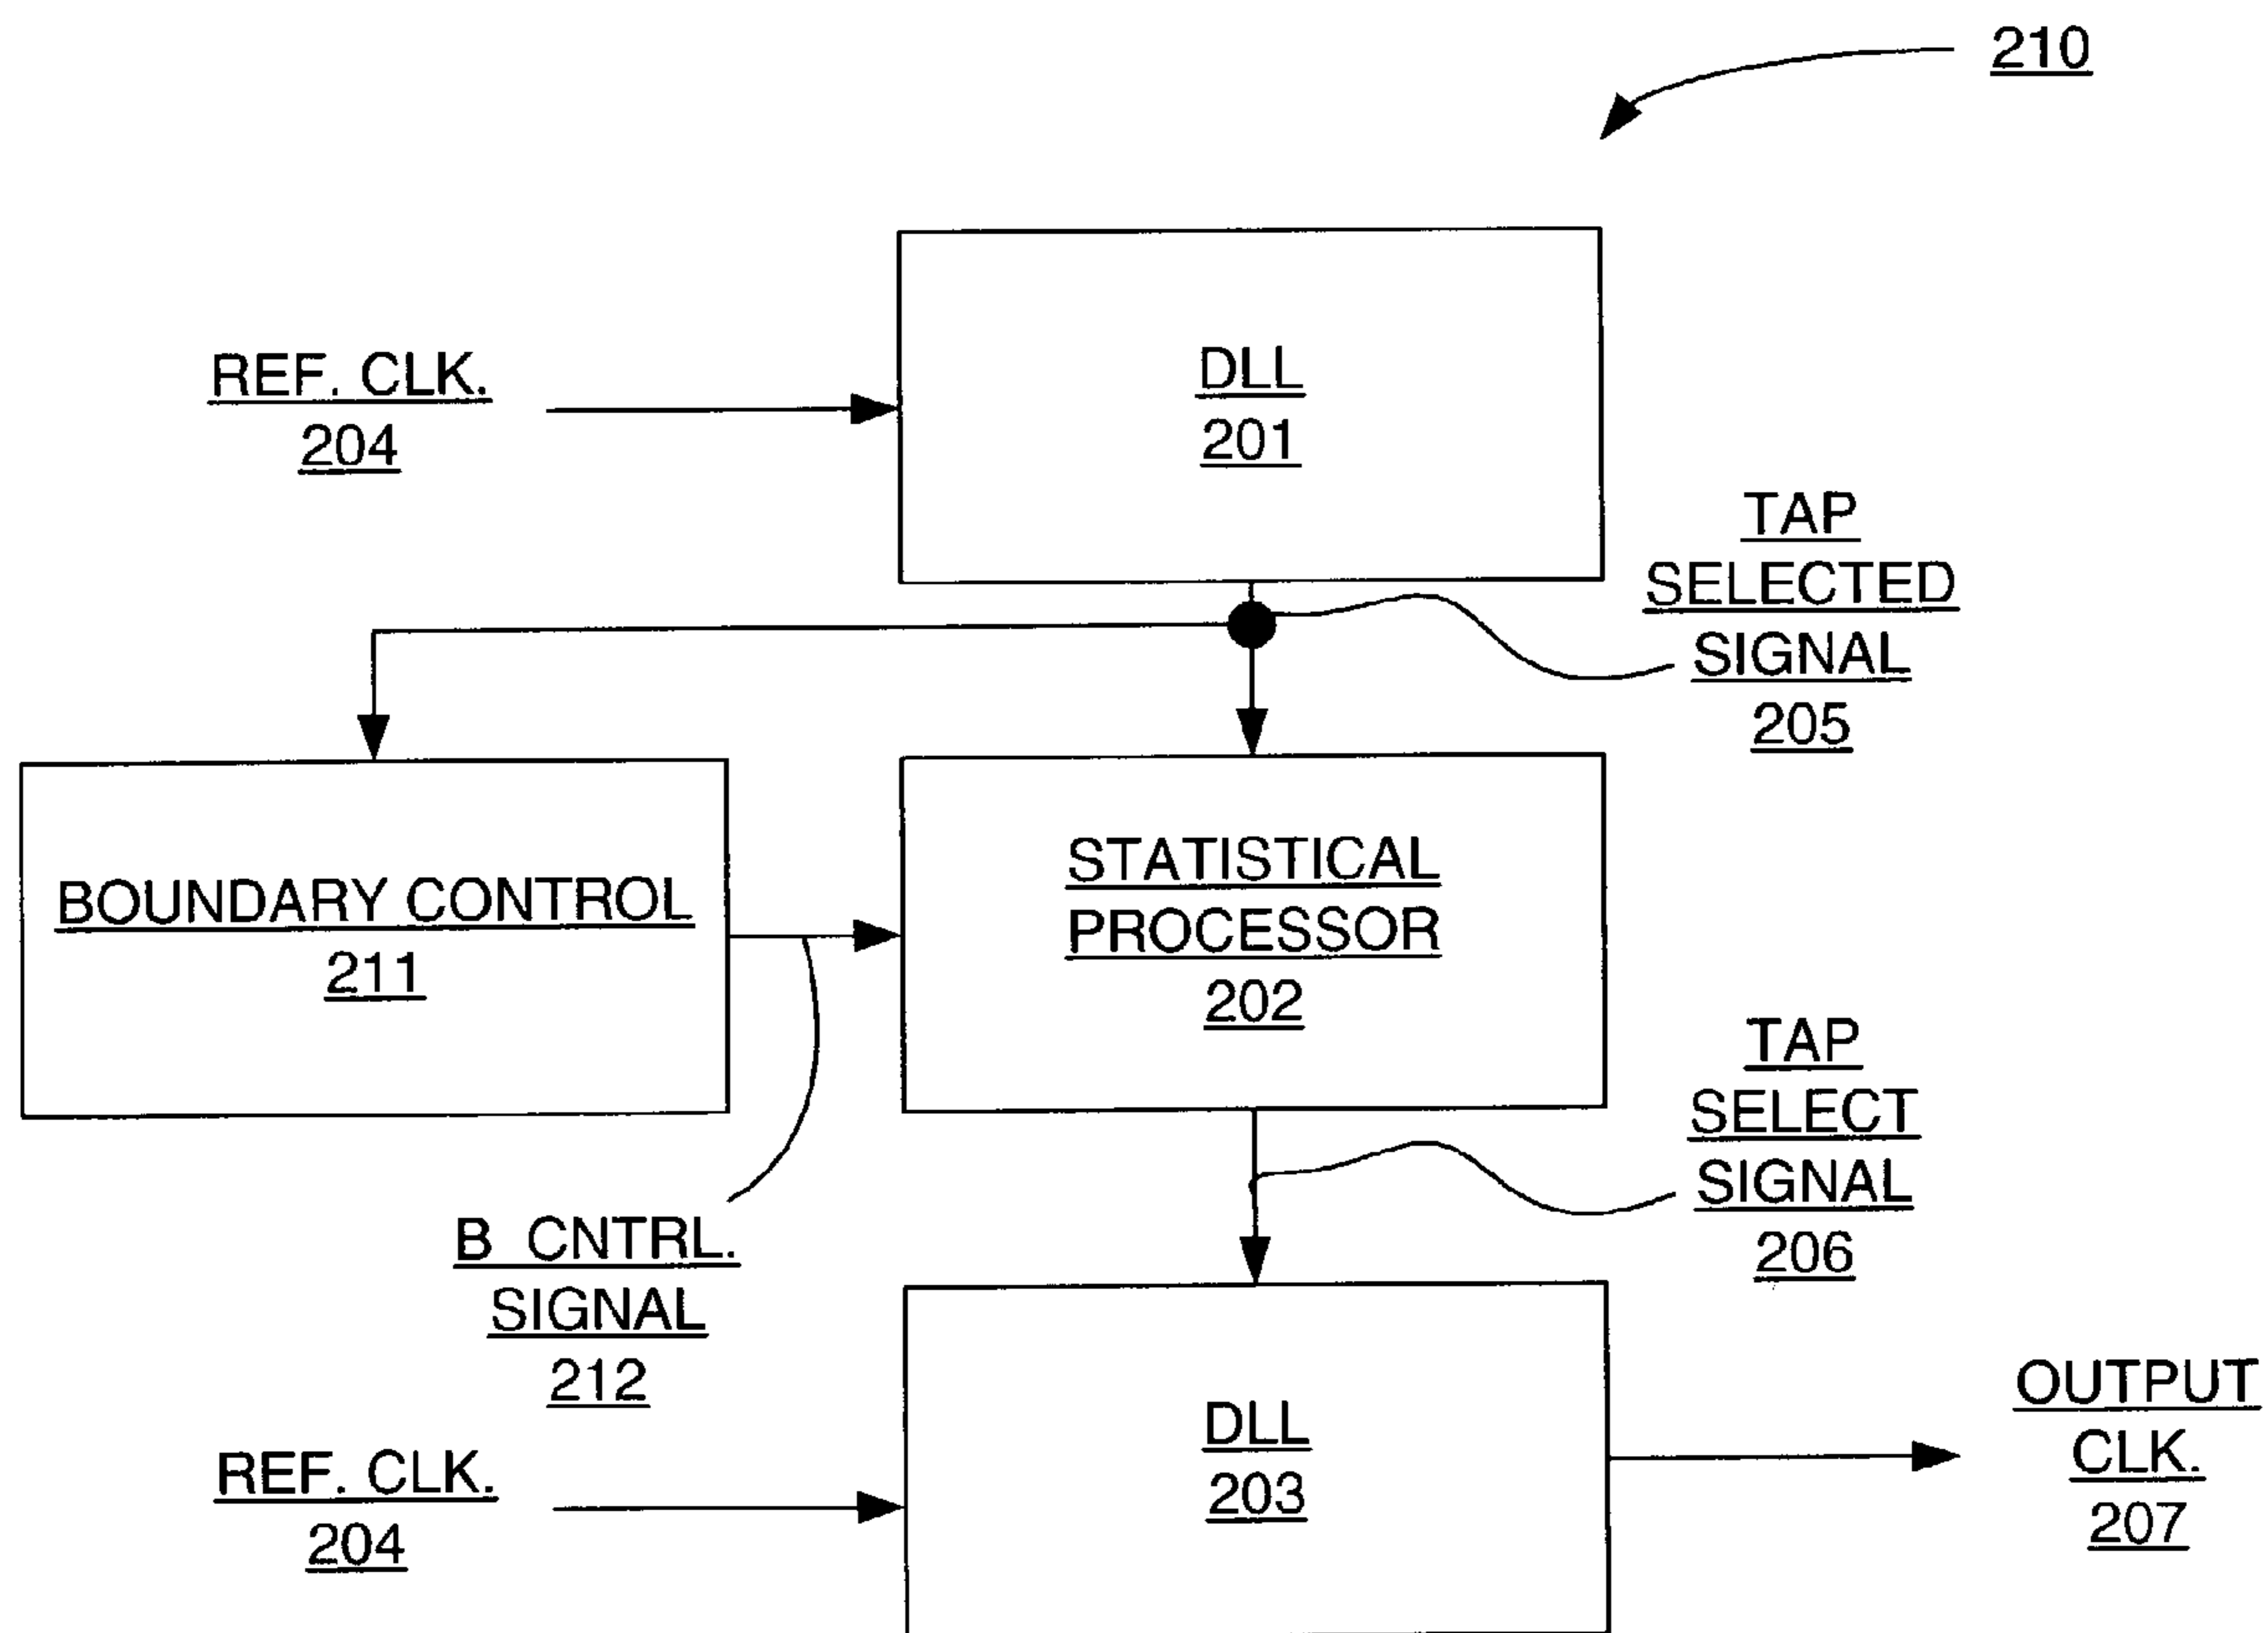 210
REF. CLK.
204
DLL
201
TAP
SELECTED
SIGNAL
205
BOUNDARY CONTROL
211
STATISTICAL
PROCESSOR
202
TAP
SELECT
SIGNAL
206
B CNTRL.
SIGNAL
212
REF. CLK.
204
DLL
203
OUTPUT
CLK.
207